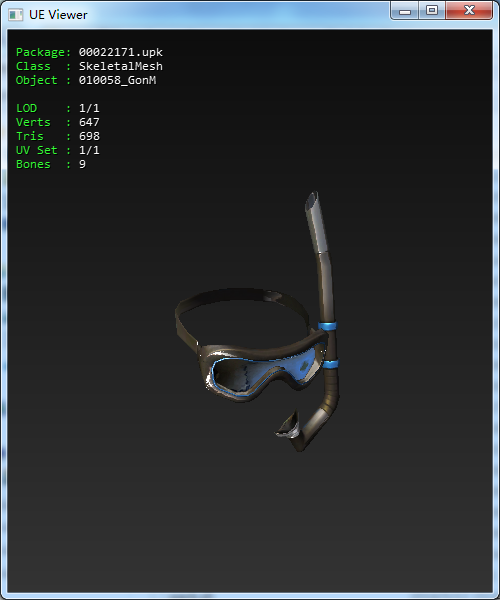 UE Viewer
Package: 00022171.upk
Class : SkeletalMesh
Object : 010058_GonM
LOD : 1/1
Verts : 647
Tris : 698
UV Set : 1/1
Bones : 9